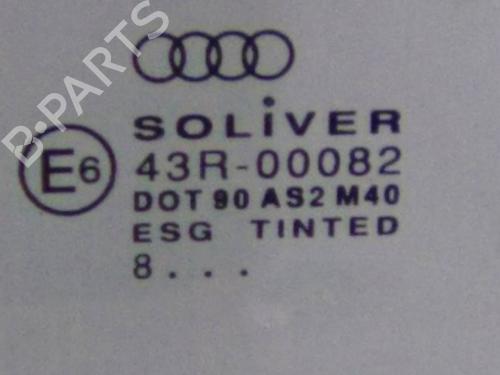 SOLiVER
E6
43R-00082
DOT 90 AS2 M40
ESG TINTED
8 . . .
B-PARTS